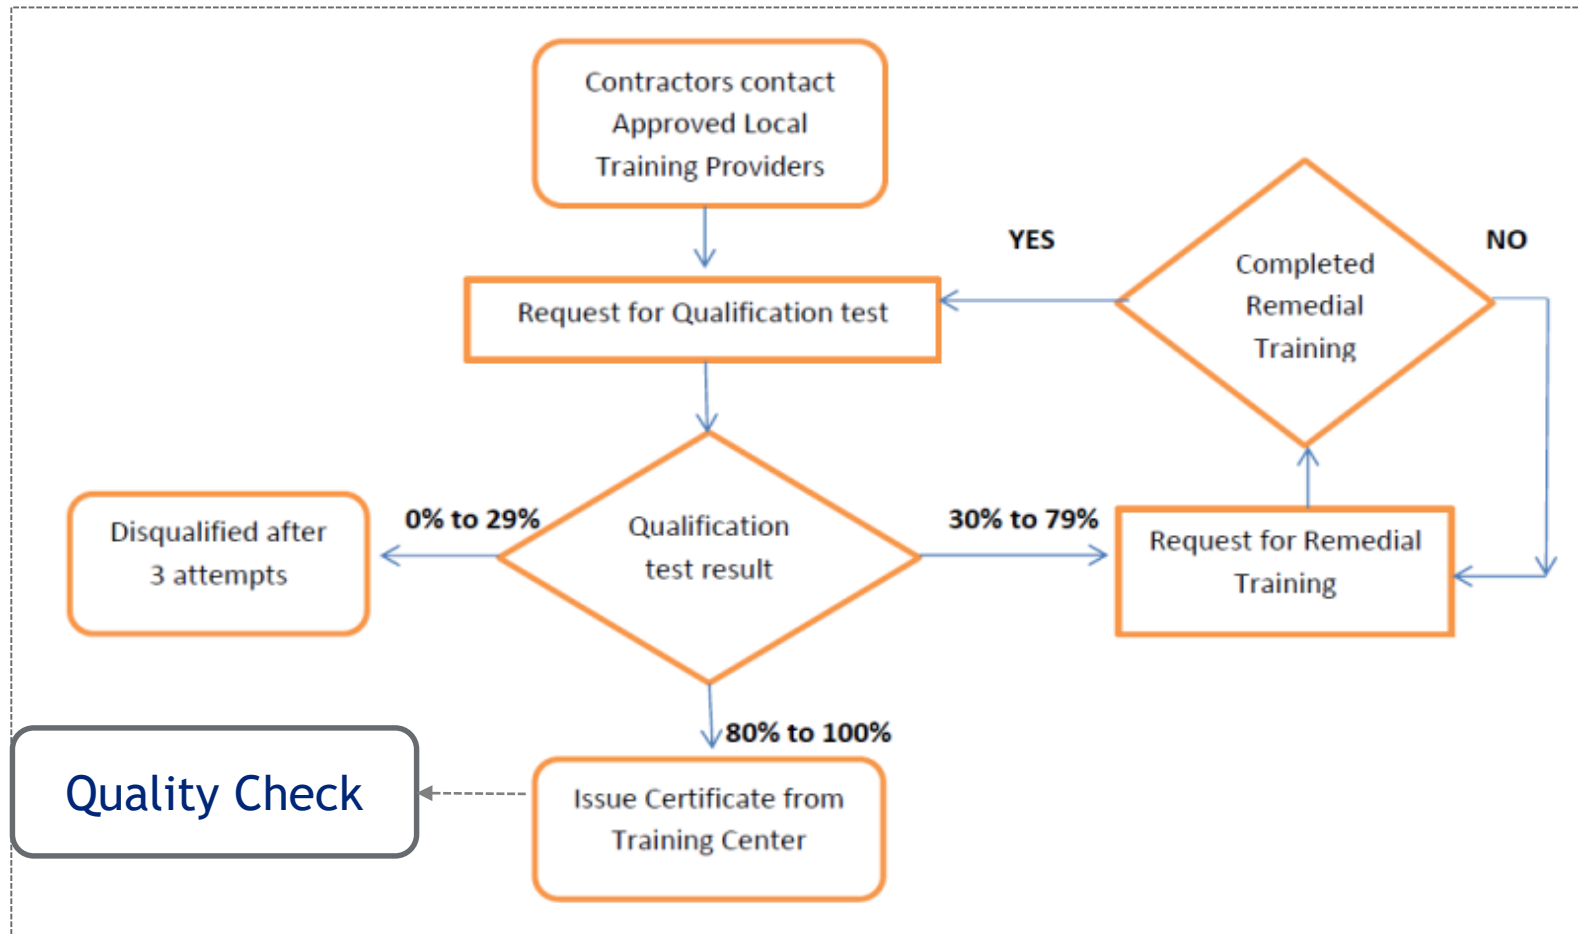 Contractors contact
Approved Local
Training Providers
YES
NO
Completed
Remedial
Training
Request for Qualification test
0% to 29%
30% to 79%
Disqualified after
3 attempts
Qualification
test result
Request for Remedial
Training
80% to 100%
Quality Check
Issue Certificate from
Training Center